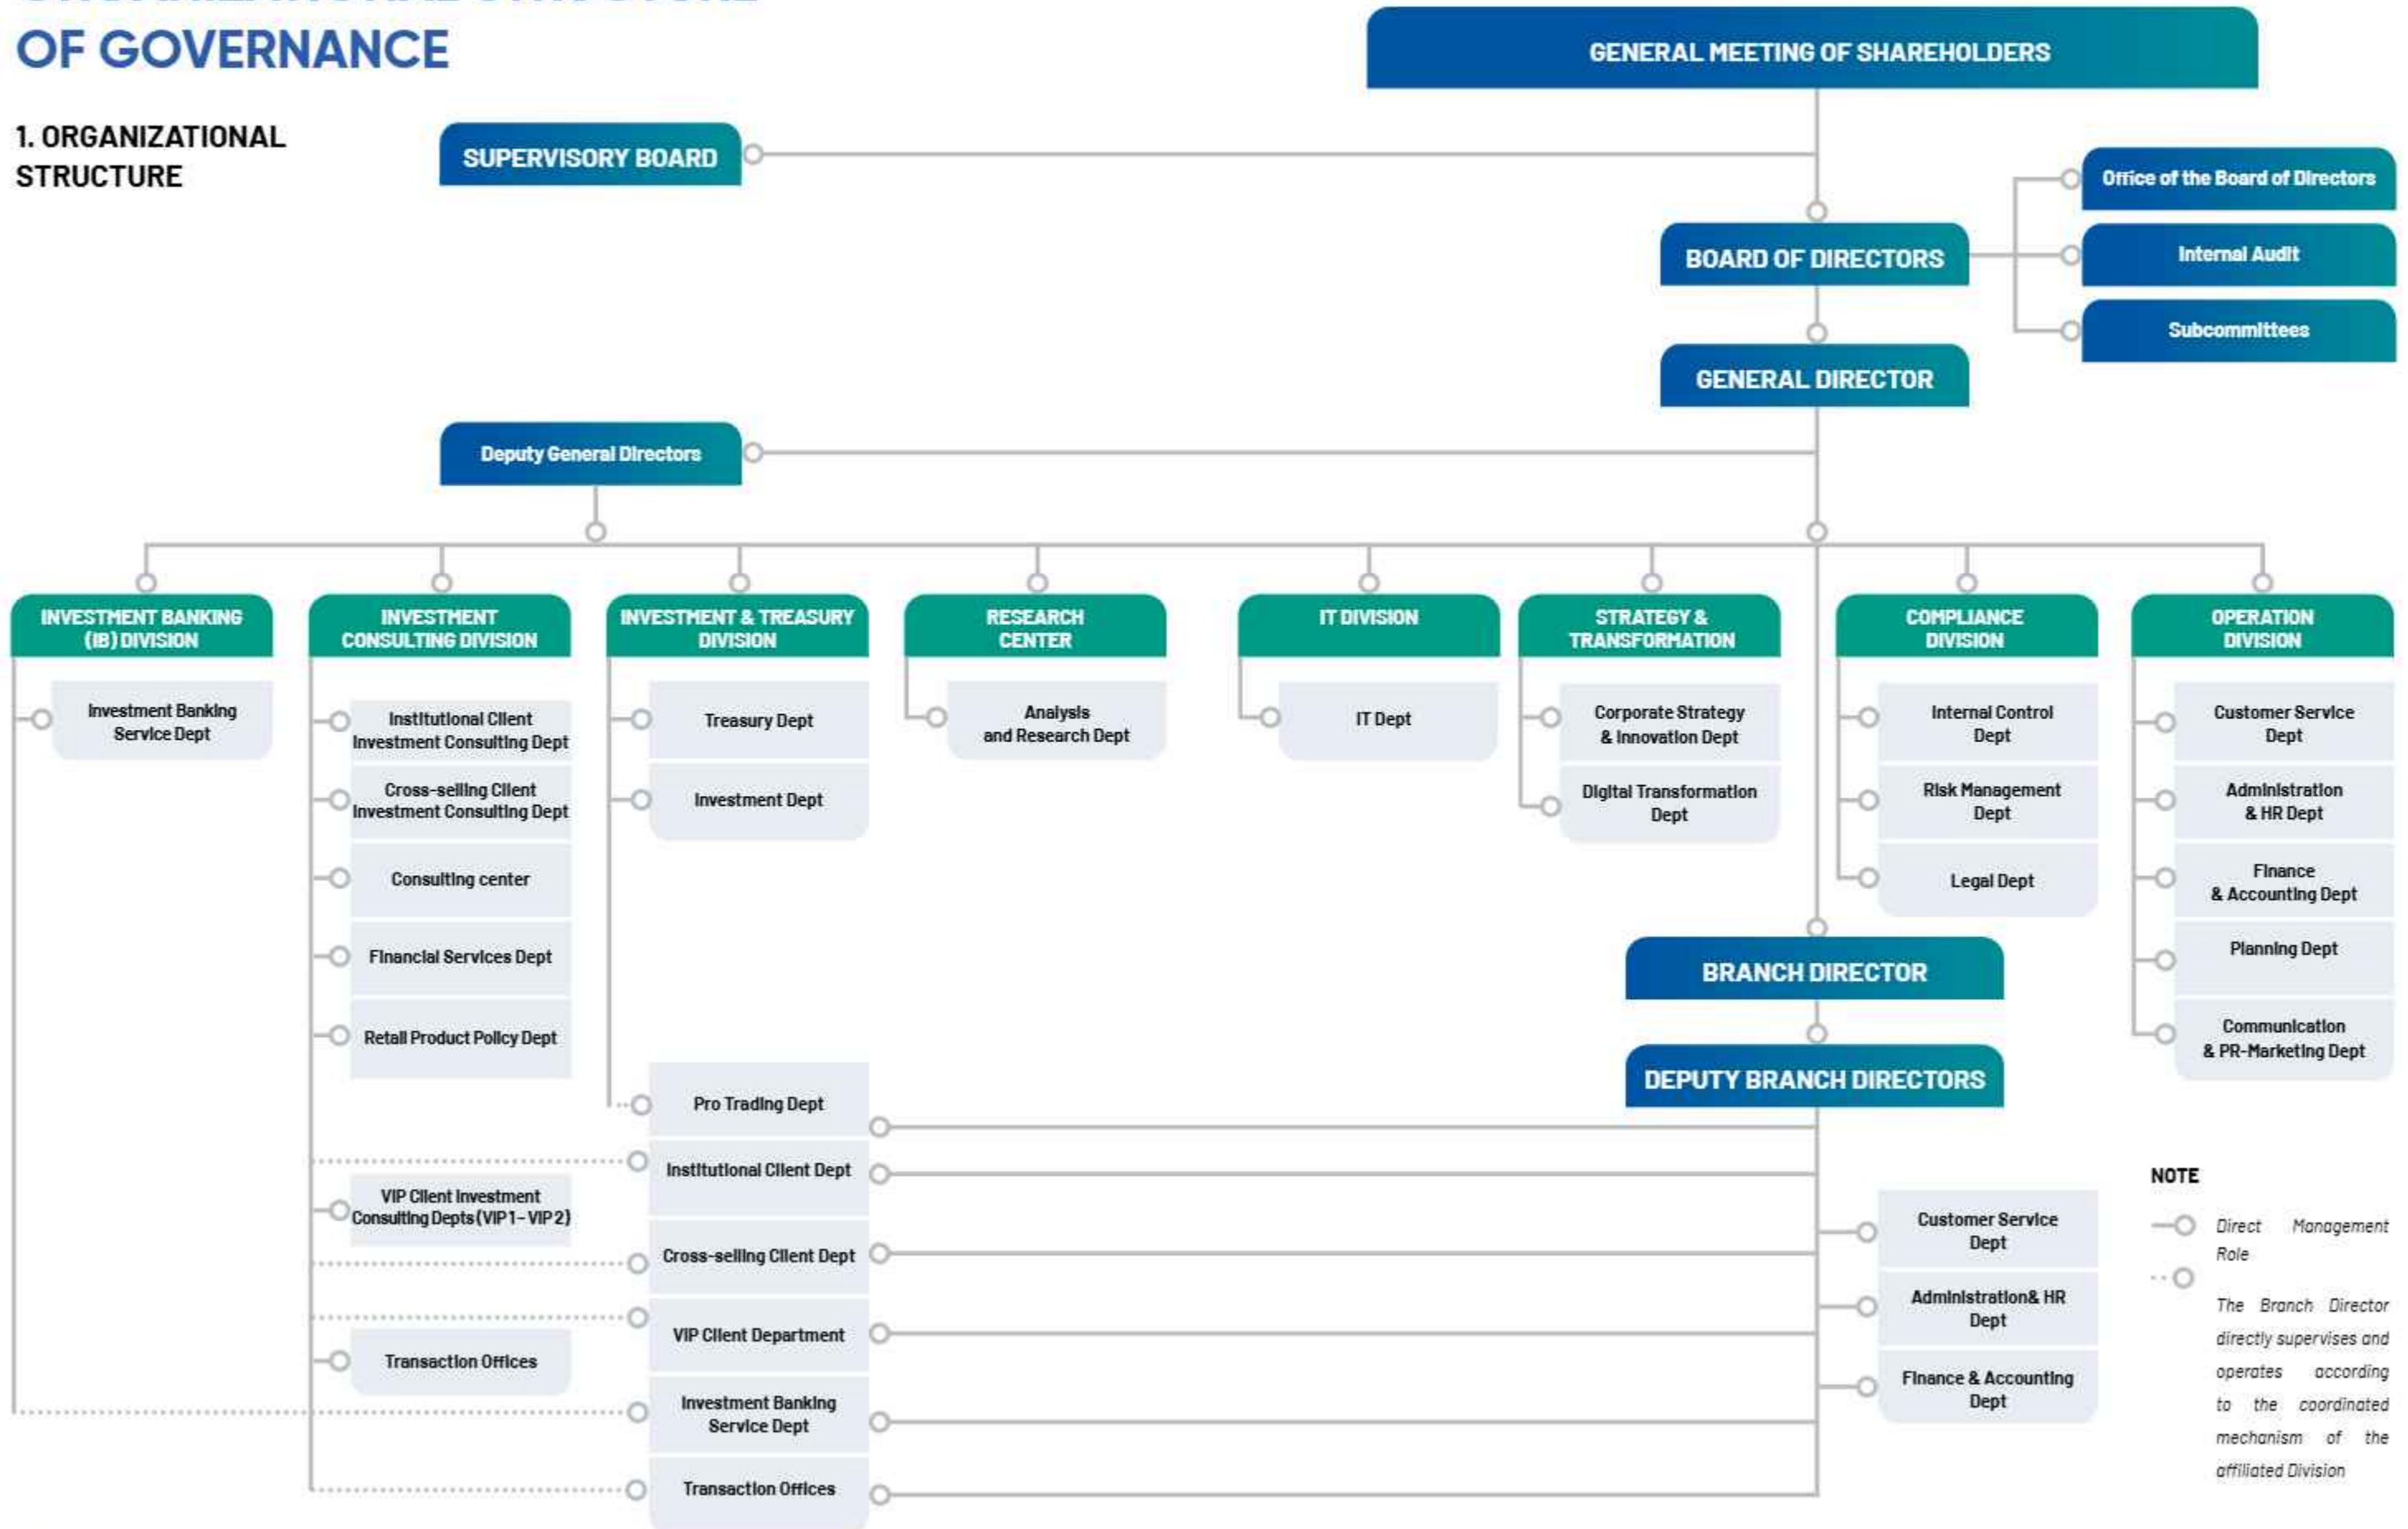 OF GOVERNANCE
1. ORGANIZATIONAL
STRUCTURE
GENERAL MEETING OF SHAREHOLDERS
SUPERVISORY BOARD
BOARD OF DIRECTORS
Office of the Board of Directors
Internal Audit
Subcommittees
GENERAL DIRECTOR
Deputy General Directors
INVESTMENT BANKING
(IB) DIVISION
Investment Banking
Service Dept
INVESTMENT
CONSULTING DIVISION
Institutional Client
Investment Consulting Dept
Cross-selling Client
Investment Consulting Dept
Consulting center
Financial Services Dept
Retail Product Policy Dept
VIP Client Investment
Consulting Depts (VIP 1 - VIP 2)
Transaction Offices
INVESTMENT & TREASURY
DIVISION
Treasury Dept
Investment Dept
Pro Trading Dept
Institutional Client Dept
Cross-selling Client Dept
VIP Client Department
Investment Banking
Service Dept
Transaction Offices
RESEARCH
CENTER
Analysis
and Research Dept
IT DIVISION
IT Dept
STRATEGY &
TRANSFORMATION
Corporate Strategy
& Innovation Dept
Digital Transformation
Dept
COMPLIANCE
DIVISION
Internal Control
Dept
Risk Management
Dept
Legal Dept
OPERATION
DIVISION
Customer Service
Dept
Administration
& HR Dept
Finance
& Accounting Dept
Planning Dept
Communication
& PR-Marketing Dept
BRANCH DIRECTOR
DEPUTY BRANCH DIRECTORS
Customer Service
Dept
Administration& HR
Dept
Finance & Accounting
Dept
NOTE
Direct Management
Role
The Branch Director
directly supervises and
operates according
to the coordinated
mechanism of the
affiliated Division